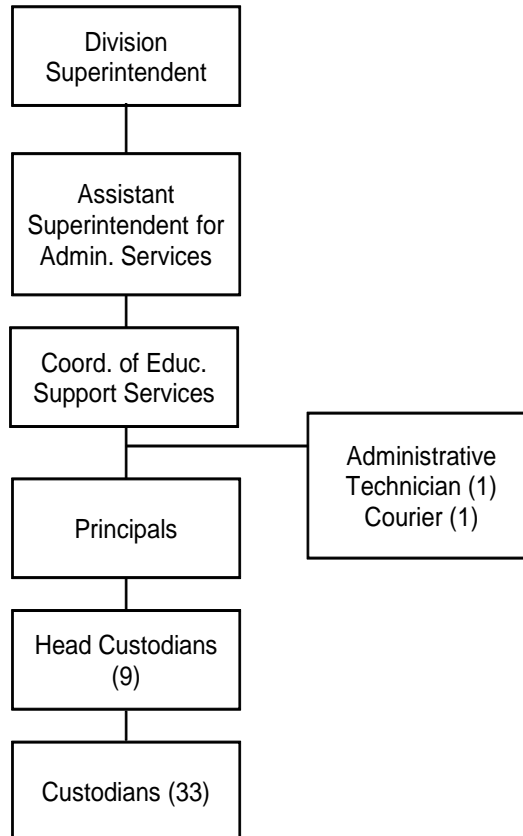 Division
Superintendent
Assistant
Superintendent for
Admin. Services
Coord. of Educ.
Support Services
Administrative
Technician (1)
Courier (1)
Principals
Head Custodians
(9)
Custodians (33)